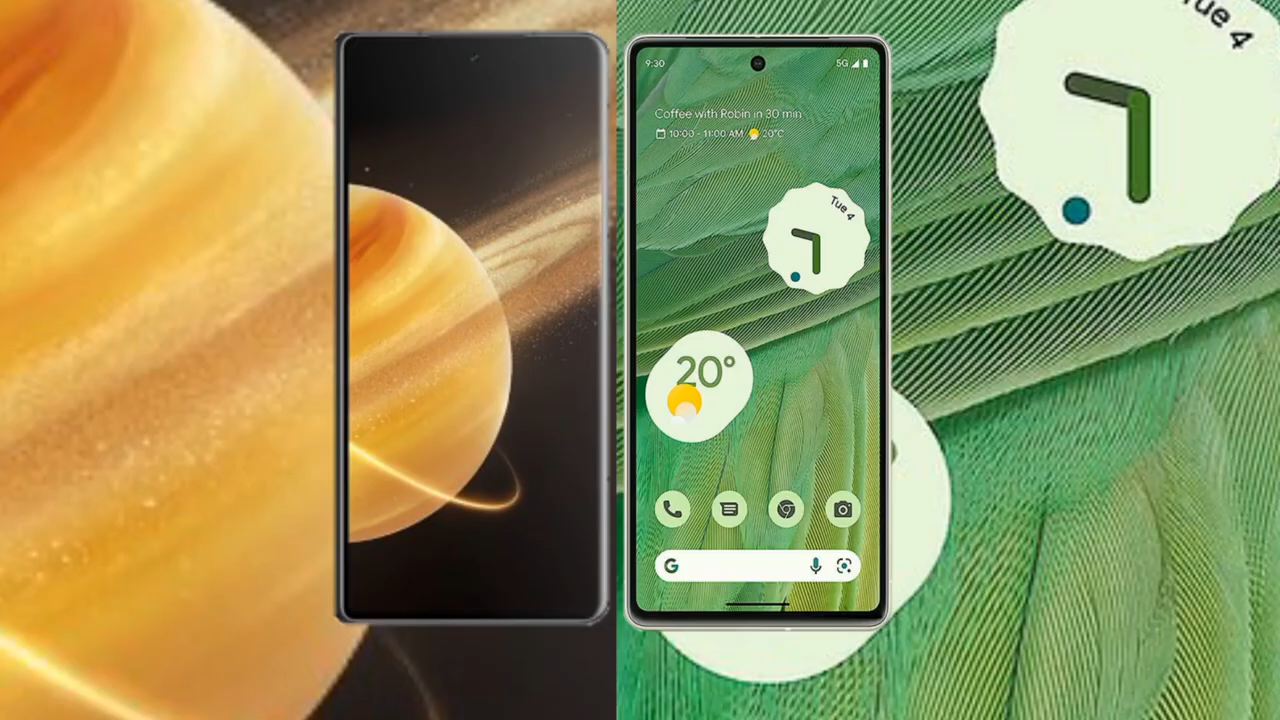 9:30
5G
Coffee with Robin in 30 min
10:00 - 11:00 AM 20°C
Tue 4
20°
G
Tue 4